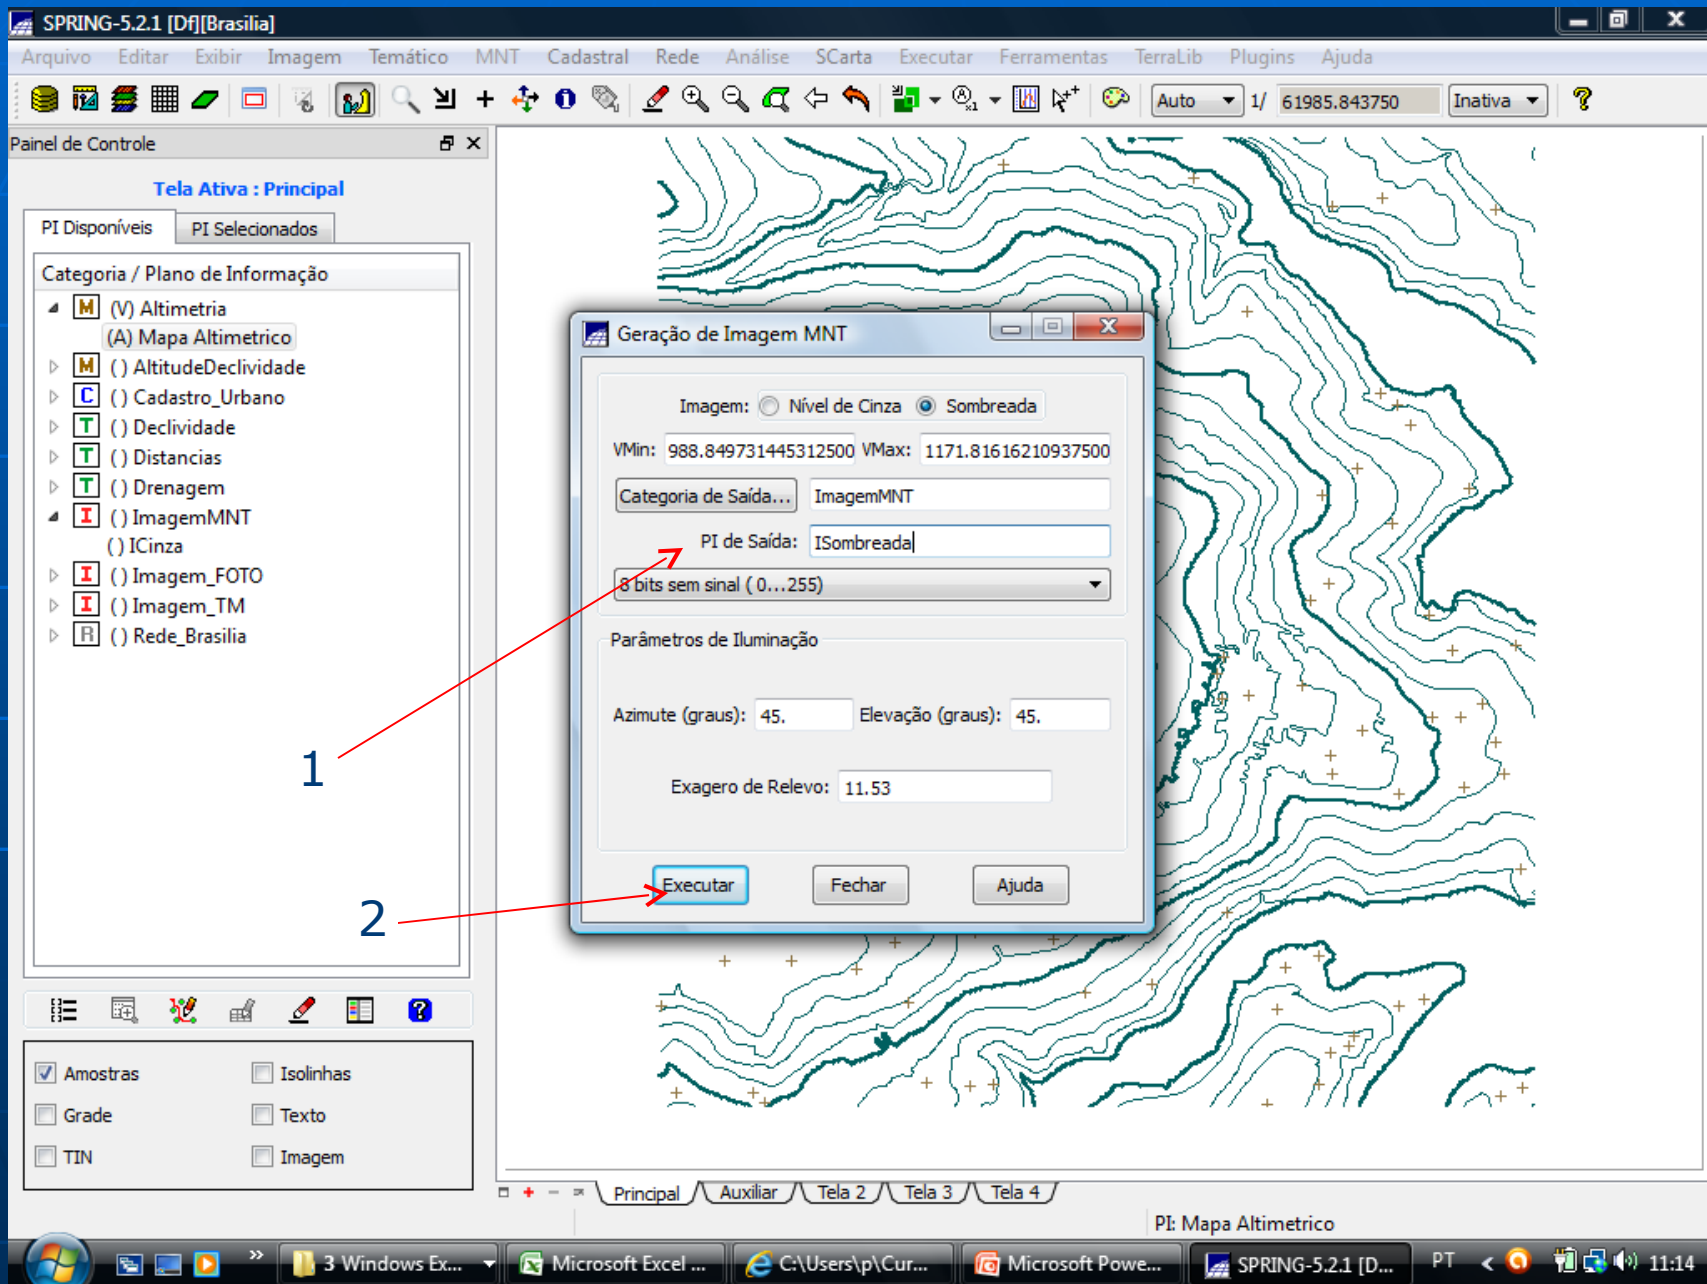 SPRING-5.2.1 [Df][Brasilia]
Arquivo Editar Exibir Imagem Temático MNT Cadastral Rede Análise SCarta Executar Ferramentas TerraLib Plugins Ajuda
Auto 1/ 61985.843750 Inativa
Painel de Controle
Tela Ativa : Principal
PI Disponíveis PI Selecionados
Categoria / Plano de Informação
M (V) Altimetria
(A) Mapa Altimetrico
M ( ) AltitudeDeclividade
C ( ) Cadastro_Urbano
T ( ) Declividade
T ( ) Distancias
T ( ) Drenagem
I ( ) ImagemMNT
( ) ICinza
I ( ) Imagem_FOTO
I ( ) Imagem_TM
R ( ) Rede_Brasilia
Geração de Imagem MNT
Imagem: Nível de Cinza Sombreada
VMin: 988.849731445312500 VMax: 1171.81616210937500
Categoria de Saída... ImagemMNT
PI de Saída: ISombreada
8 bits sem sinal ( 0...255)
Parâmetros de Iluminação
Azimute (graus): 45. Elevação (graus): 45.
Exagero de Relevo: 11.53
Executar Fechar Ajuda
1
2
Amostras Isolinhas
Grade Texto
TIN Imagem
Principal Auxiliar Tela 2 Tela 3 Tela 4
PI: Mapa Altimetrico
3 Windows Ex... Microsoft Excel ... C:\Users\p\Cur... Microsoft Powe... SPRING-5.2.1 [D... PT 11:14